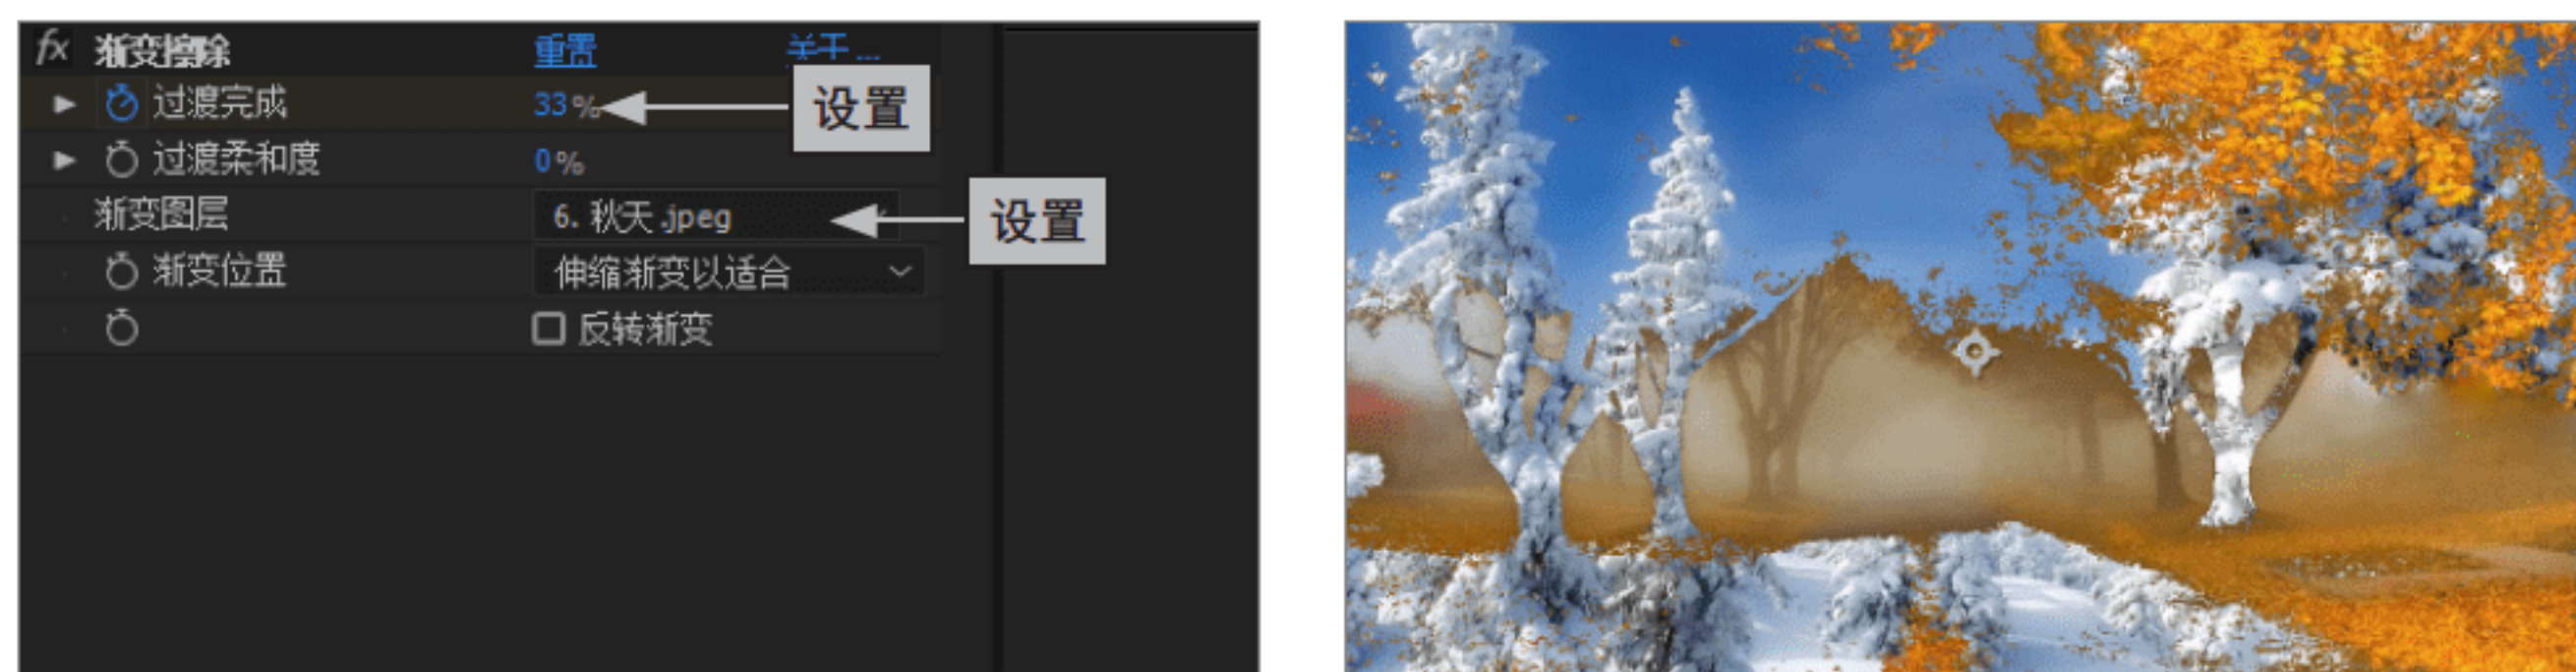 fx 渐变擦除 重置 关于...
过渡完成 33% 设置
过渡柔和度 0%
渐变图层 6. 秋天.jpeg 设置
渐变位置 伸缩渐变以适合
反转渐变